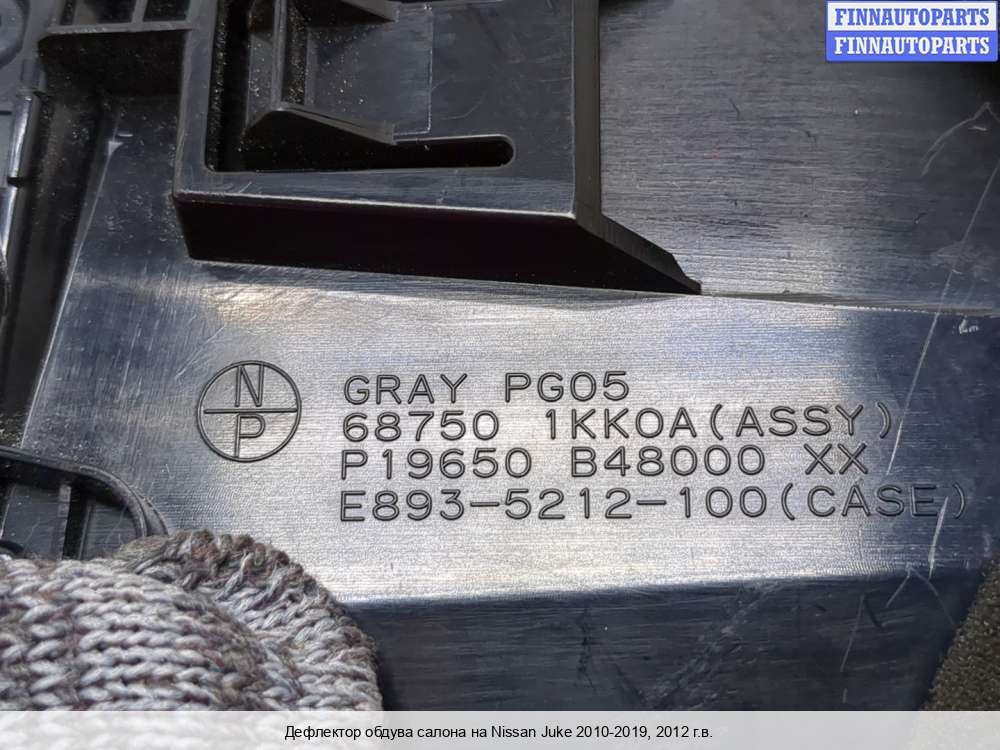 FINNAUTOPARTS
FINNAUTOPARTS
N
P
GRAY PG05
68750 1KK0A(ASSY)
P19650 B48000 XX
E893-5212-100(CASE)
Дефлектор обдува салона на Nissan Juke 2010-2019, 2012 г.в.